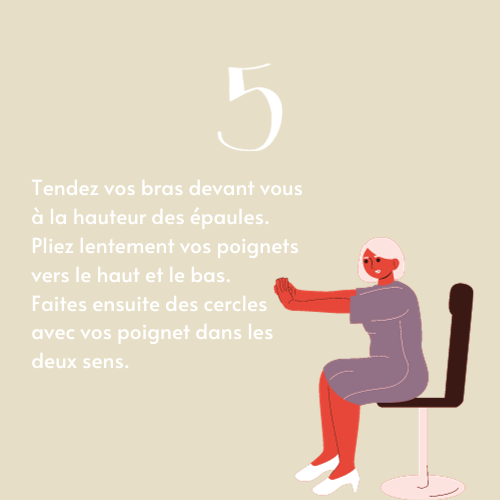 5
Tendez vos bras devant vous
à la hauteur des épaules.
Pliez lentement vos poignets
vers le haut et le bas.
Faites ensuite des cercles
avec vos poignet dans les
deux sens.